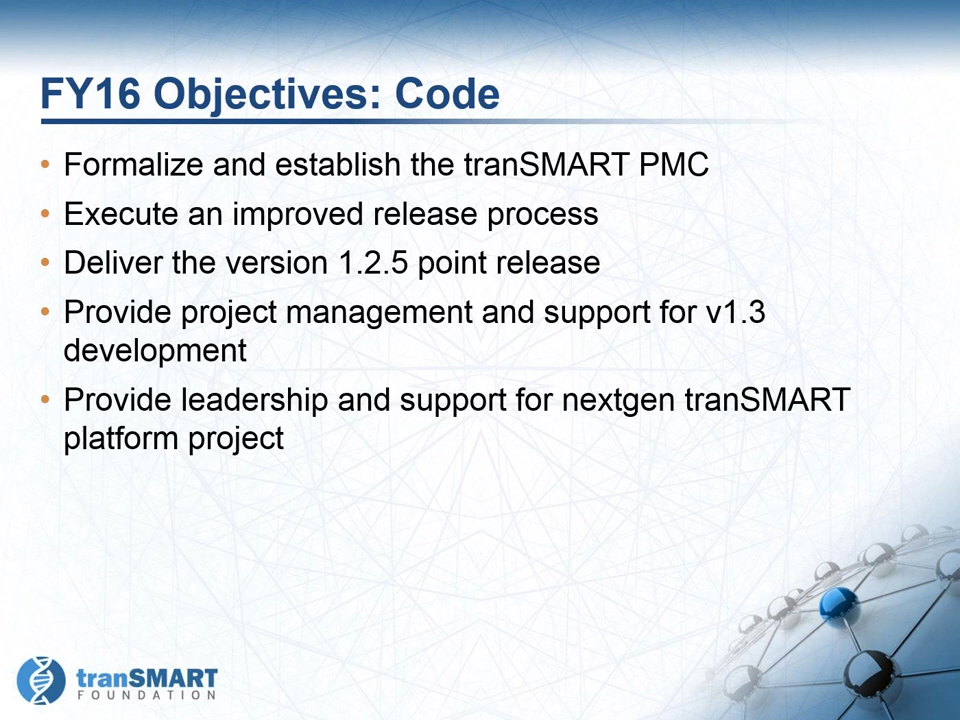 FY16 Objectives: Code
• Formalize and establish the tranSMART PMC
• Execute an improved release process
• Deliver the version 1.2.5 point release
• Provide project management and support for v1.3
development
• Provide leadership and support for nextgen tranSMART
platform project
tranSMART
FOUNDATION